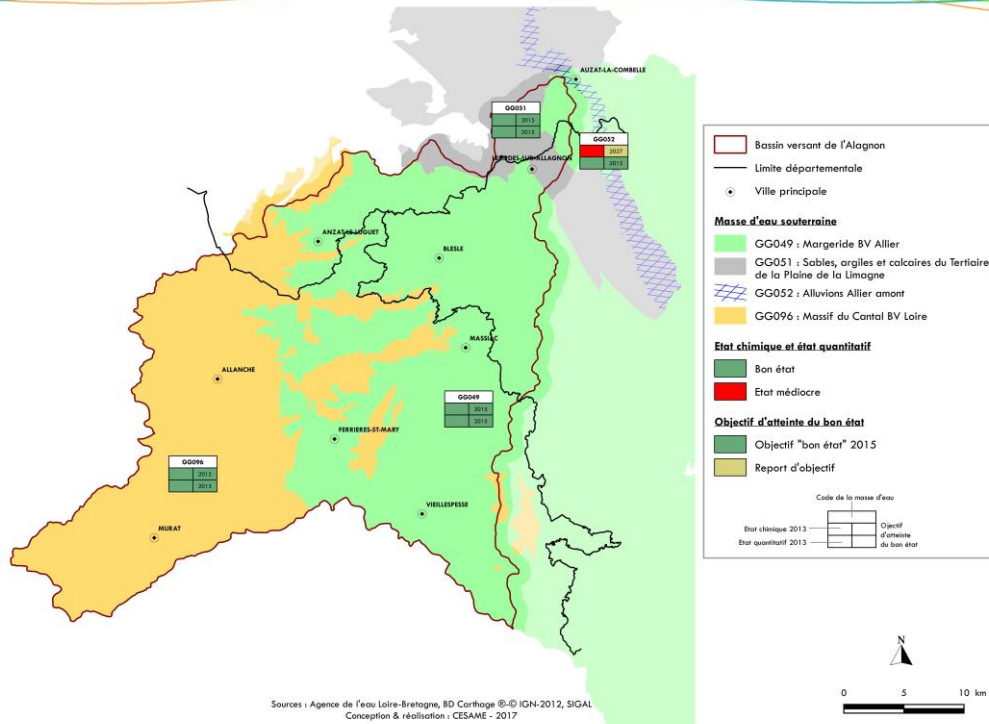 AUZAT-LA-COMBELLE
GG051
2015
2015
GG052
2027
2015
ANZAT-LE-LUGUET
BLESLE
MASSIAC
ALLANCHE
GG049
2015
2015
FERRIERES-ST-MARY
GG096
2015
2015
VIEILLESPESSE
MURAT
Bassin versant de l'Alagnon
Limite départementale
Ville principale
Masse d'eau souterraine
GG049 : Margeride BV Allier
GG051 : Sables, argiles et calcaires du Tertiaire
de la Plaine de la Limagne
GG052 : Alluvions Allier amont
GG096 : Massif du Cantal BV Loire
Etat chimique et état quantitatif
Bon état
Etat médiocre
Objectif d'atteinte du bon état
Objectif "bon état" 2015
Report d'objectif
Code de la masse d'eau
Etat chimique 2013
Etat quantitatif 2013
Objectif
d'atteinte
du bon état
N
0 5 10 km
Sources : Agence de l'eau Loire-Bretagne, BD Carthage ®-© IGN-2012, SIGAL
Conception & réalisation : CESAME - 2017